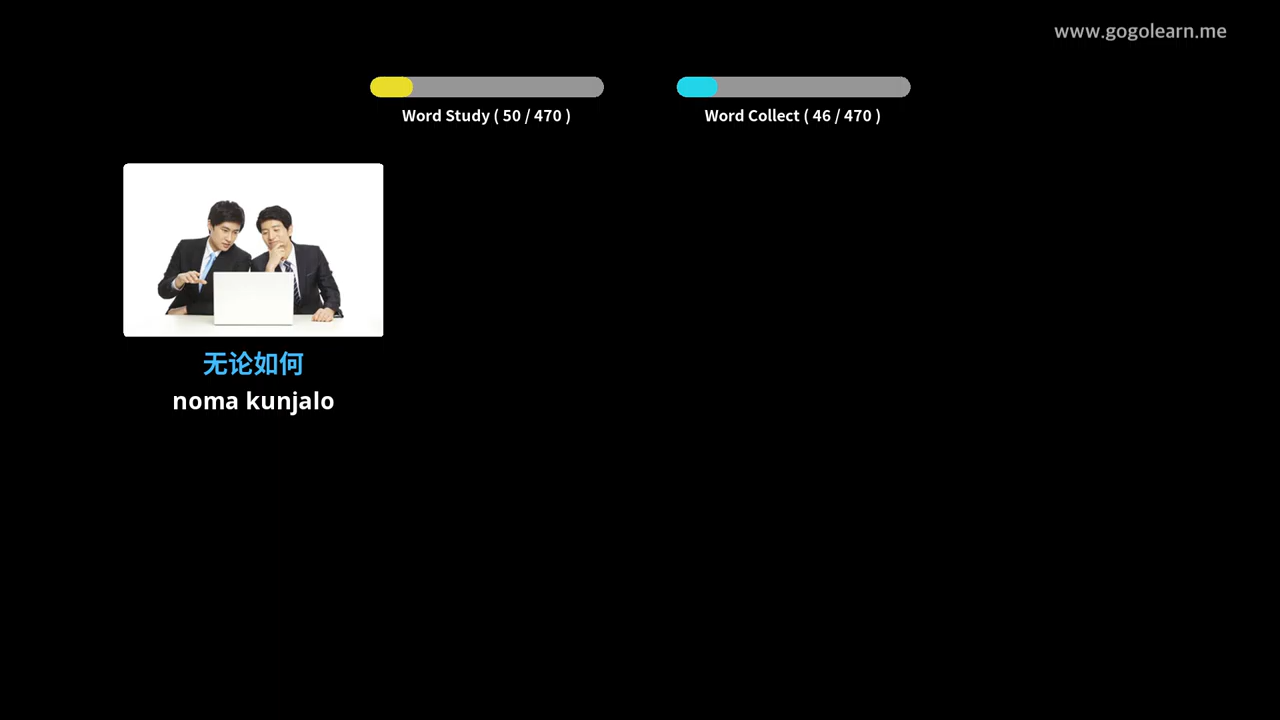 www.gogolearn.me
Word Study ( 50 / 470 )
Word Collect ( 46 / 470 )
无论如何
noma kunjalo